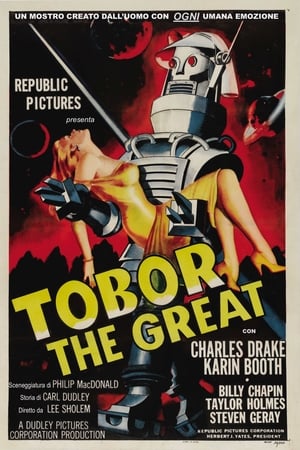 UN MOSTRO CREATO DALL'UOMO CON OGNI UMANA EMOZIONE
REPUBLIC
PICTURES
presenta
TOBOR
THE GREAT
CON
CHARLES DRAKE
KARIN BOOTH
BILLY CHAPIN
TAYLOR HOLMES
STEVEN GERAY
Sceneggiatura di PHILIP MacDONALD
Storia di CARL DUDLEY
Diretto da LEE SHOLEM
A DUDLEY PICTURES
CORPORATION PRODUCTION
REPUBLIC PICTURES CORPORATION
HERBERT J. YATES, PRESIDENT